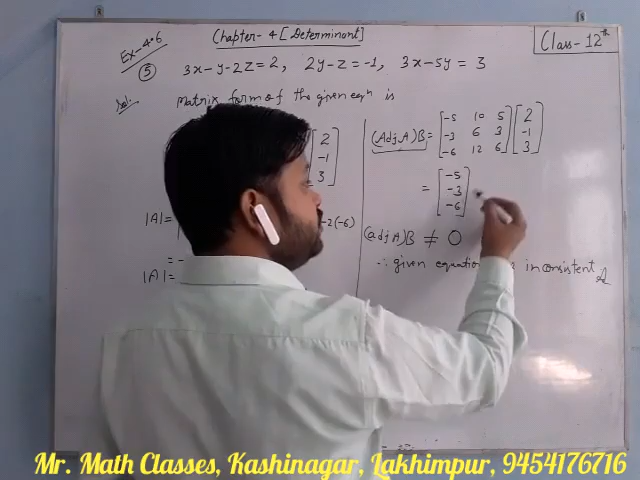 Ex-4.6
Chapter-4 [Determinant]
Class-12th
⑤ 3x-y-2z=2, 2y-z=-1, 3x-5y=3
Sol. Matrix form of the given eqn is
[2
-1
3]
|A|= -2(-6)
= -
|A|=
(Adj A)B = [-5 10 5
-3 6 3
-6 12 6] [2
-1
3]
= [-5
-3
-6]
(adj A)B ≠ 0
∴ given equation inconsistent
Mr. Math Classes, Kashinagar, Lakhimpur, 9454176716